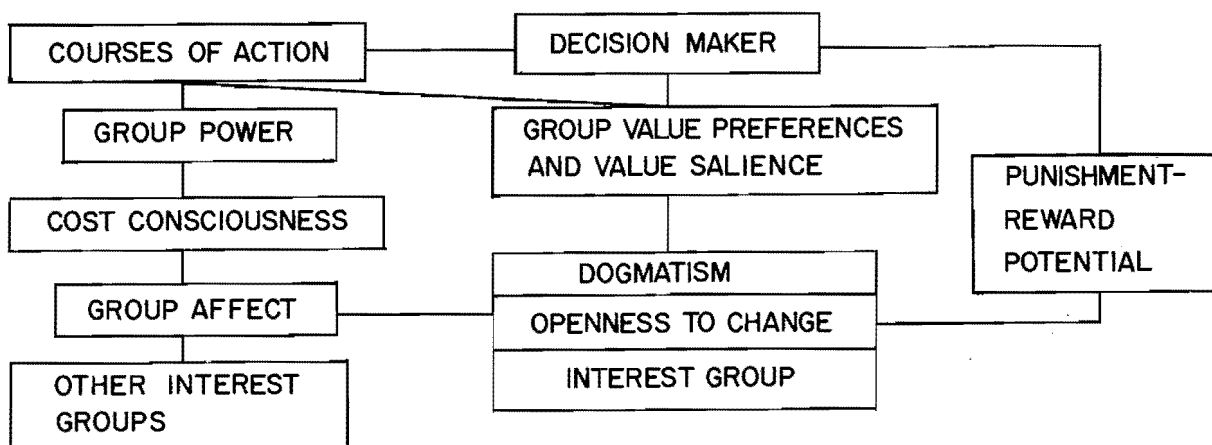 COURSES OF ACTION
DECISION MAKER
GROUP POWER
GROUP VALUE PREFERENCES
AND VALUE SALIENCE
PUNISHMENT-
REWARD
POTENTIAL
COST CONSCIOUSNESS
DOGMATISM
GROUP AFFECT
OPENNESS TO CHANGE
INTEREST GROUP
OTHER INTEREST
GROUPS